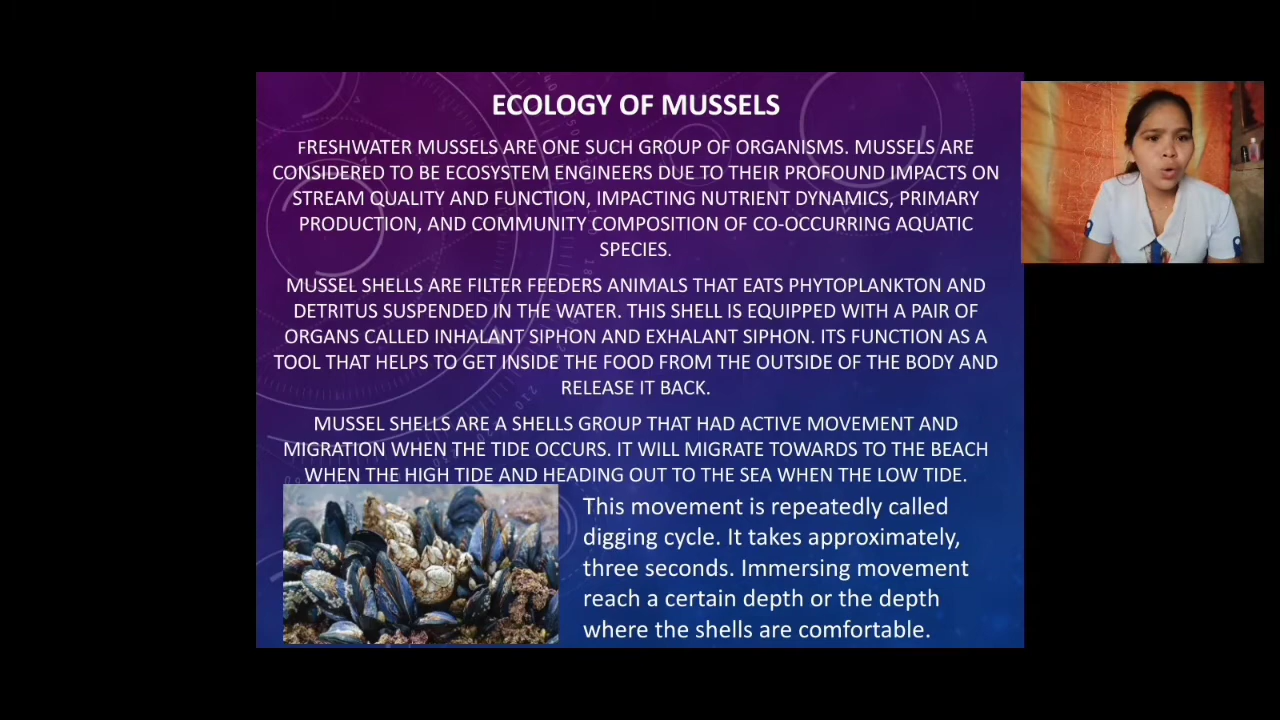 ECOLOGY OF MUSSELS
FRESHWATER MUSSELS ARE ONE SUCH GROUP OF ORGANISMS. MUSSELS ARE
CONSIDERED TO BE ECOSYSTEM ENGINEERS DUE TO THEIR PROFOUND IMPACTS ON
STREAM QUALITY AND FUNCTION, IMPACTING NUTRIENT DYNAMICS, PRIMARY
PRODUCTION, AND COMMUNITY COMPOSITION OF CO-OCCURRING AQUATIC
SPECIES.
MUSSEL SHELLS ARE FILTER FEEDERS ANIMALS THAT EATS PHYTOPLANKTON AND
DETRITUS SUSPENDED IN THE WATER. THIS SHELL IS EQUIPPED WITH A PAIR OF
ORGANS CALLED INHALANT SIPHON AND EXHALANT SIPHON. ITS FUNCTION AS A
TOOL THAT HELPS TO GET INSIDE THE FOOD FROM THE OUTSIDE OF THE BODY AND
RELEASE IT BACK.
MUSSEL SHELLS ARE A SHELLS GROUP THAT HAD ACTIVE MOVEMENT AND
MIGRATION WHEN THE TIDE OCCURS. IT WILL MIGRATE TOWARDS TO THE BEACH
WHEN THE HIGH TIDE AND HEADING OUT TO THE SEA WHEN THE LOW TIDE.
This movement is repeatedly called
digging cycle. It takes approximately,
three seconds. Immersing movement
reach a certain depth or the depth
where the shells are comfortable.